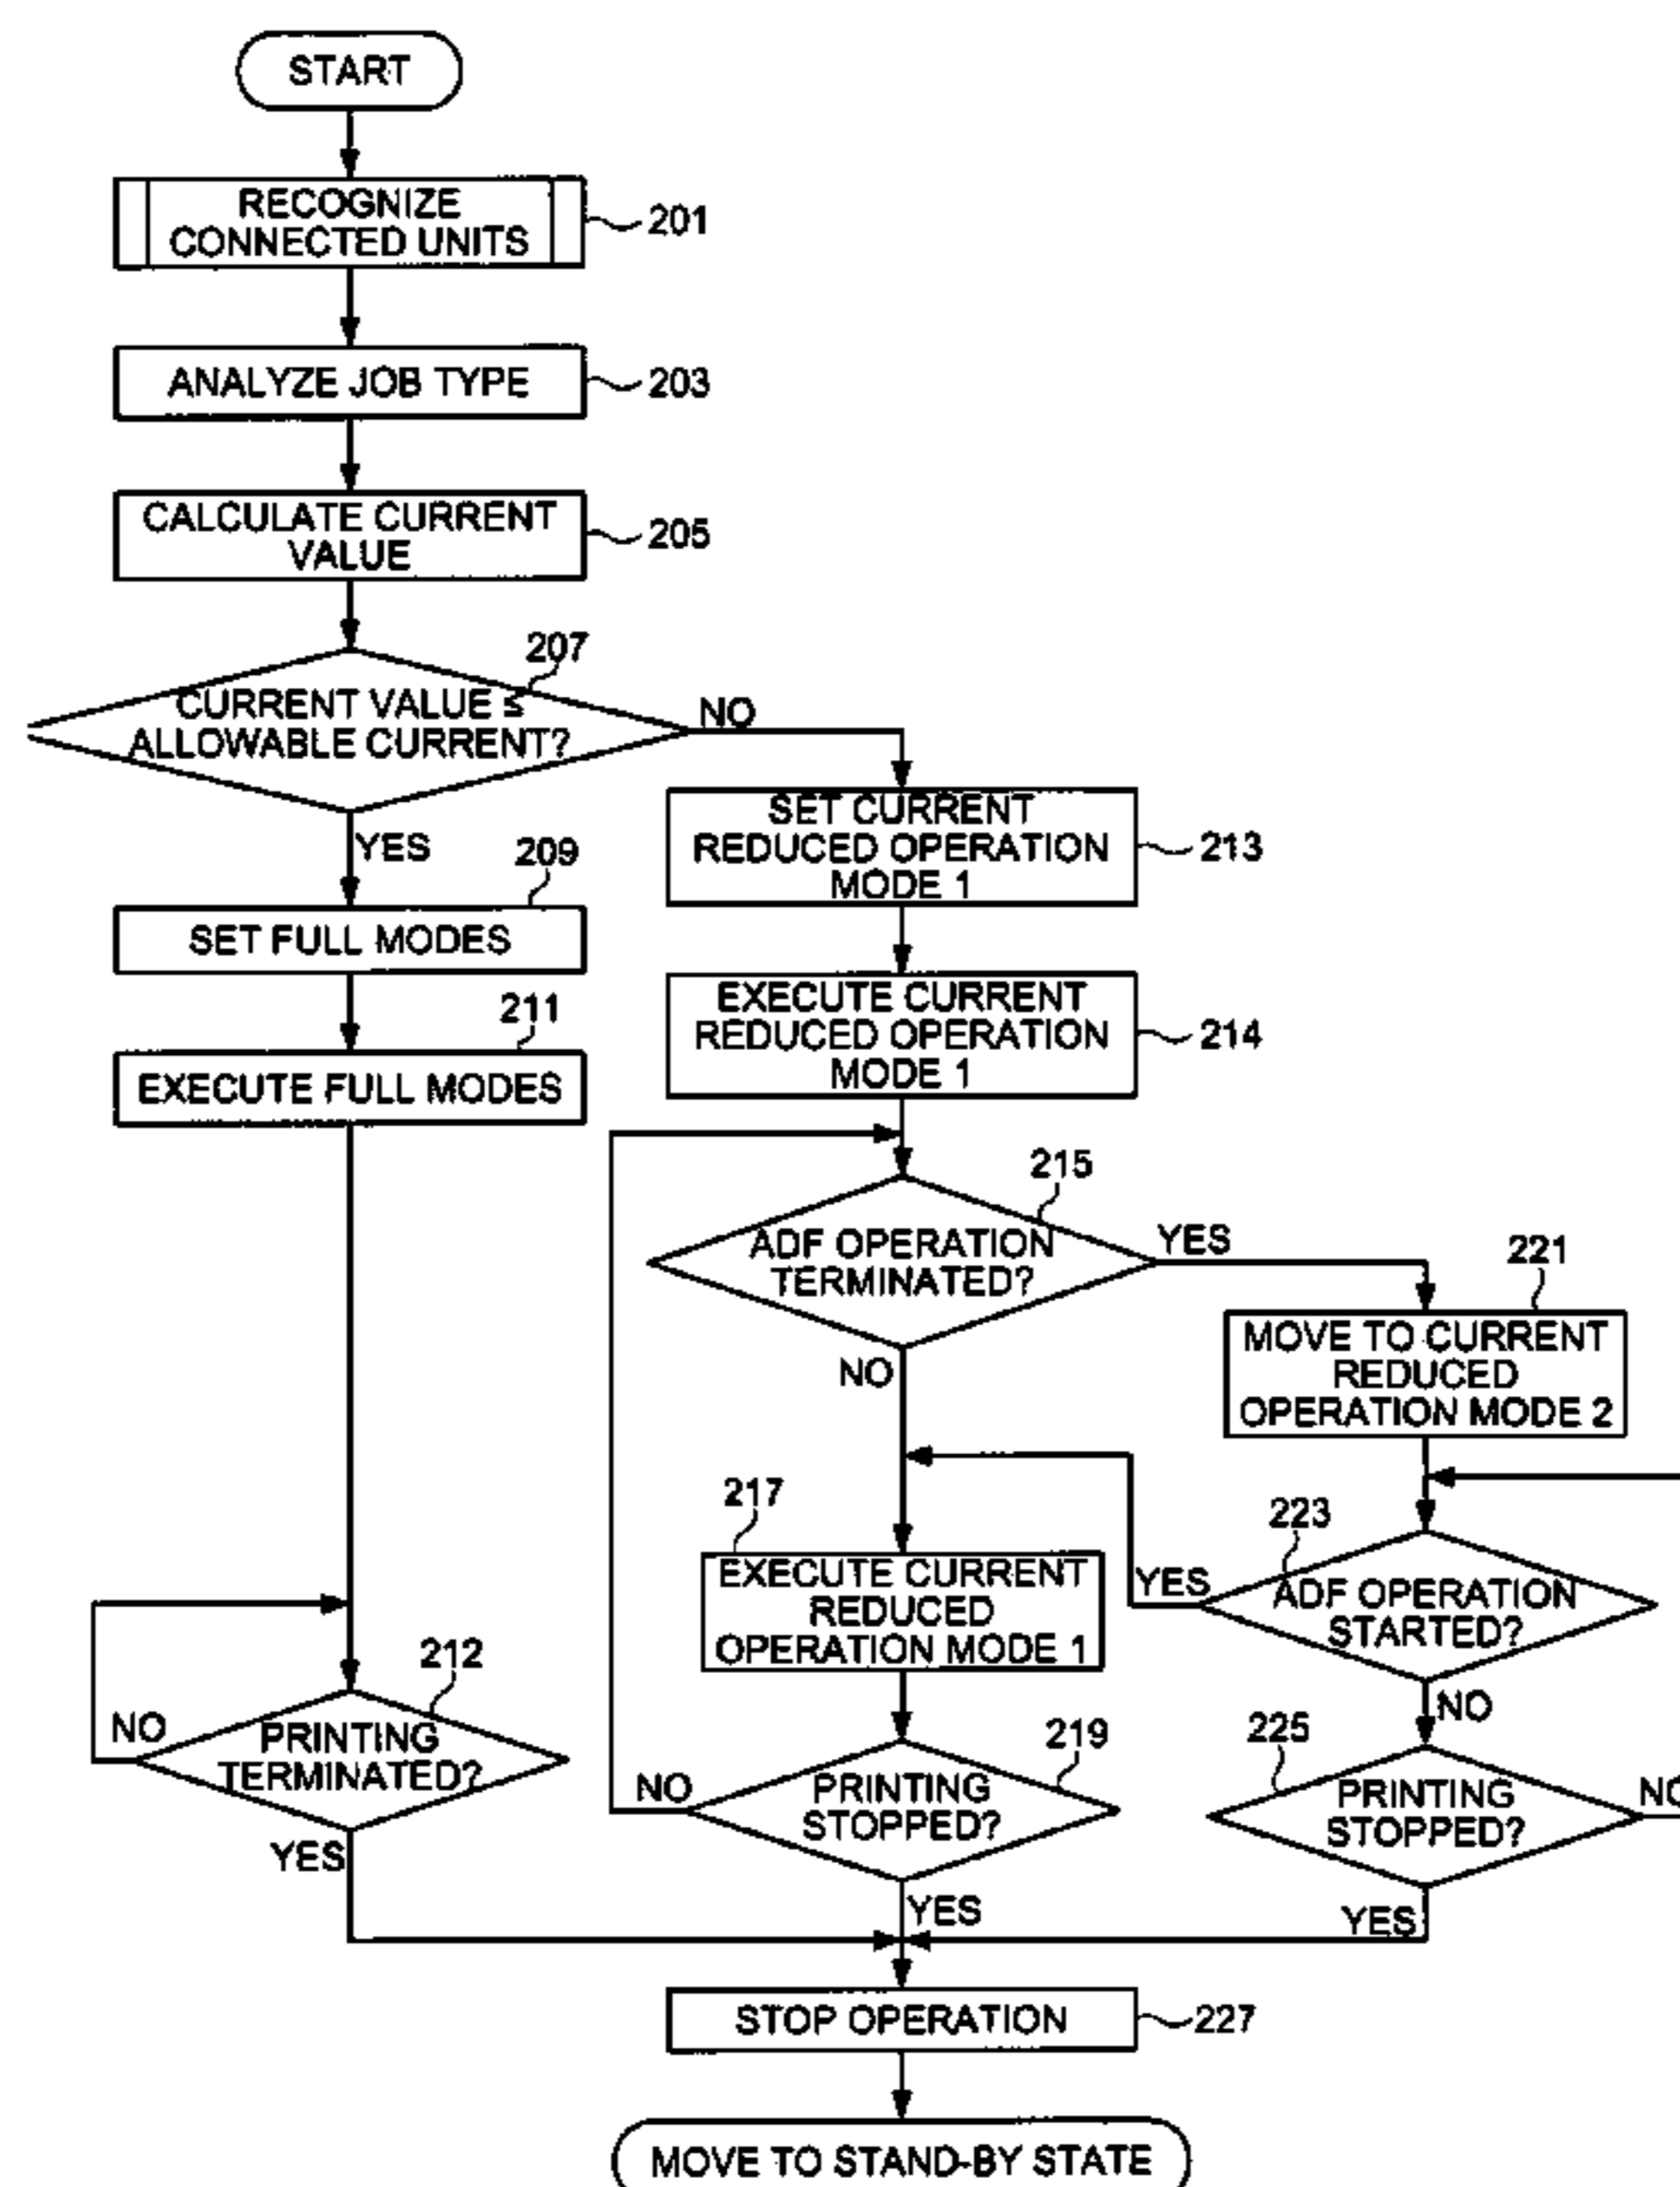 START
RECOGNIZE
CONNECTED UNITS
201
ANALYZE JOB TYPE
203
CALCULATE CURRENT
VALUE
205
207
CURRENT VALUE ≤
ALLOWABLE CURRENT?
NO
YES
209
SET FULL MODES
211
EXECUTE FULL MODES
212
NO
PRINTING
TERMINATED?
YES
SET CURRENT
REDUCED OPERATION
MODE 1
213
EXECUTE CURRENT
REDUCED OPERATION
MODE 1
214
215
ADF OPERATION
TERMINATED?
YES
NO
217
EXECUTE CURRENT
REDUCED
OPERATION MODE 1
219
NO
PRINTING
STOPPED?
YES
221
MOVE TO CURRENT
REDUCED
OPERATION MODE 2
223
YES
ADF OPERATION
STARTED?
NO
225
PRINTING
STOPPED?
NO
YES
STOP OPERATION
227
MOVE TO STAND-BY STATE